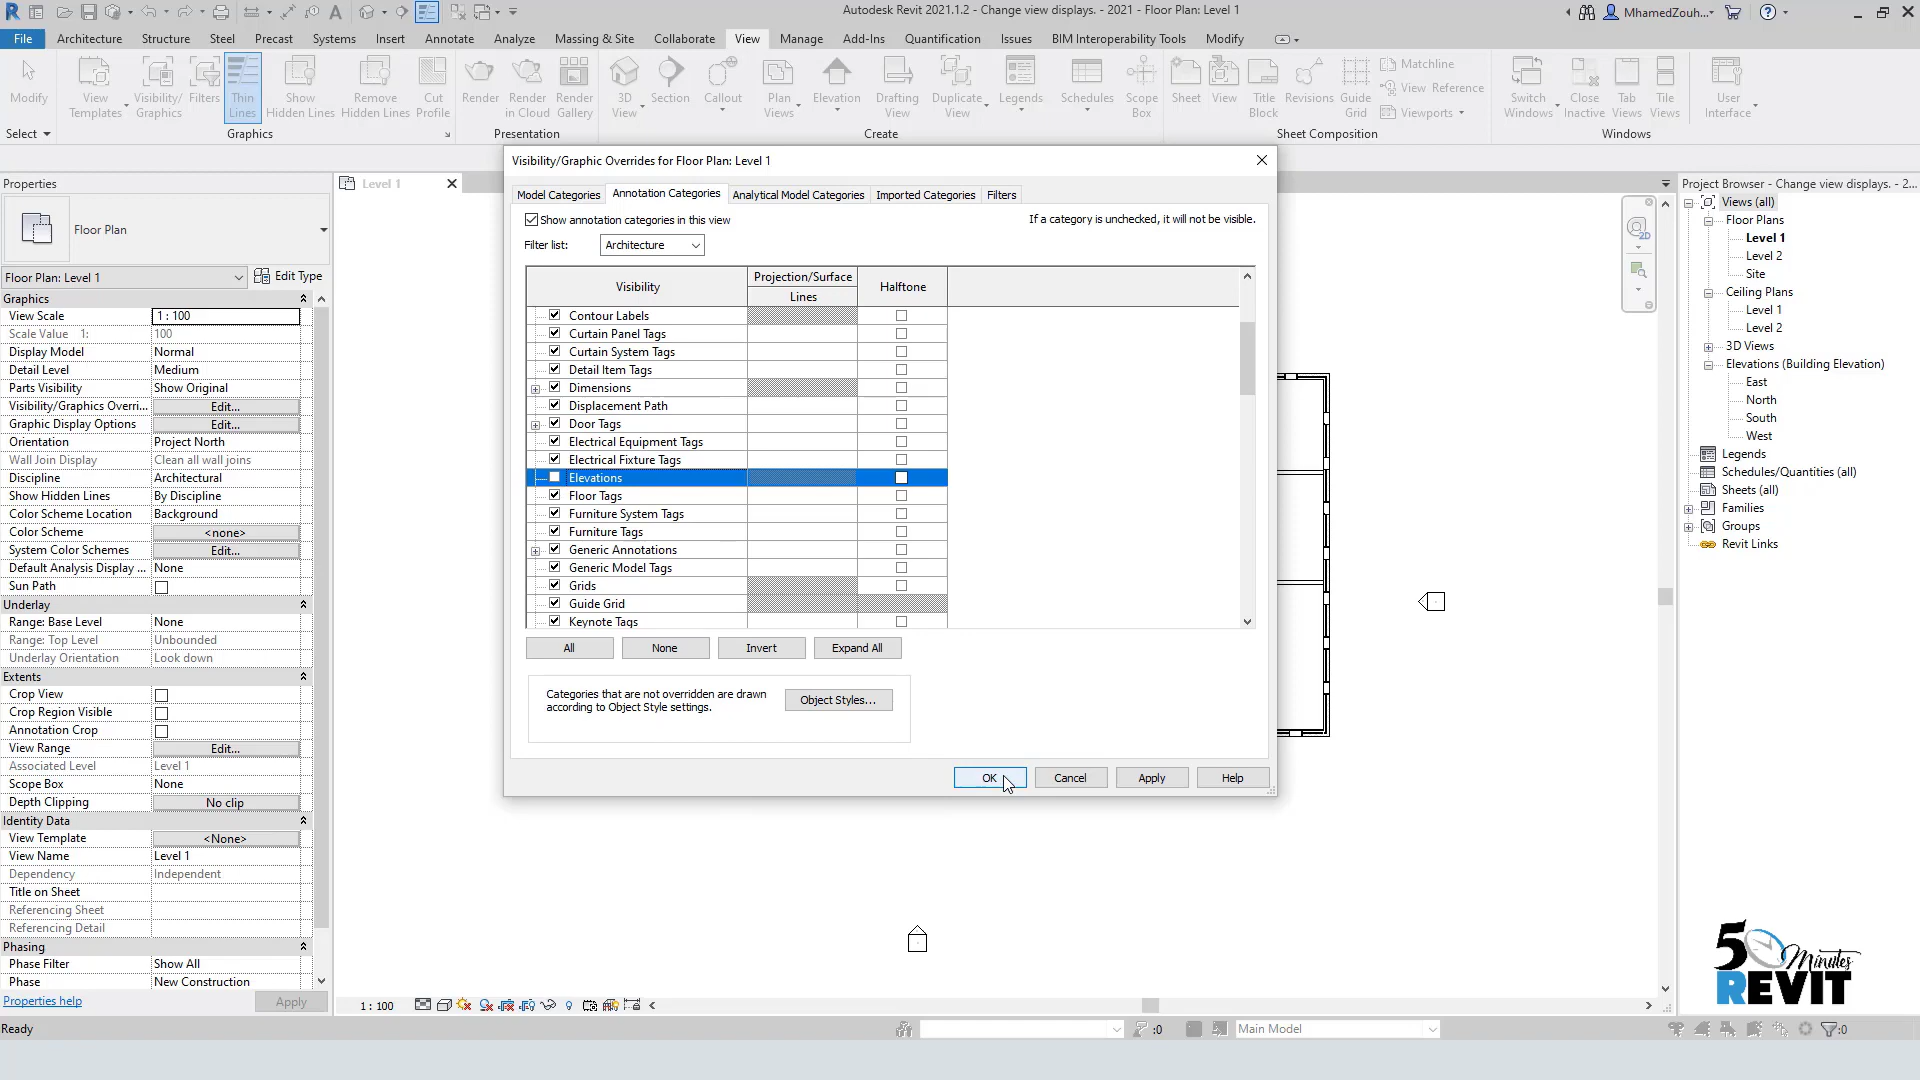 Autodesk Revit 2021.1.2 - Change view displays. - 2021 - Floor Plan: Level 1
MhamedZouh...
File Architecture Structure Steel Precast Systems Insert Annotate Analyze Massing & Site Collaborate View Manage Add-Ins Quantification Issues BIM Interoperability Tools Modify
Modify
View Templates
Visibility/ Graphics
Filters
Thin Lines
Show Hidden Lines
Remove Hidden Lines
Cut Profile
Render
Render in Cloud
Render Gallery
3D View
Section
Callout
Plan Views
Elevation
Drafting View
Duplicate View
Legends
Schedules
Scope Box
Sheet
View
Title Block
Revisions
Guide Grid
Matchline
View Reference
Viewports
Switch Windows
Close Inactive
Tab Views
Tile Views
User Interface
Select
Graphics
Presentation
Create
Sheet Composition
Windows
Properties
Floor Plan
Floor Plan: Level 1 Edit Type
Graphics
View Scale 1 : 100
Scale Value 1: 100
Display Model Normal
Detail Level Medium
Parts Visibility Show Original
Visibility/Graphics Overri... Edit...
Graphic Display Options Edit...
Orientation Project North
Wall Join Display Clean all wall joins
Discipline Architectural
Show Hidden Lines By Discipline
Color Scheme Location Background
Color Scheme <none>
System Color Schemes Edit...
Default Analysis Display ... None
Sun Path
Underlay
Range: Base Level None
Range: Top Level Unbounded
Underlay Orientation Look down
Extents
Crop View
Crop Region Visible
Annotation Crop
View Range Edit...
Associated Level Level 1
Scope Box None
Depth Clipping No clip
Identity Data
View Template <None>
View Name Level 1
Dependency Independent
Title on Sheet
Referencing Sheet
Referencing Detail
Phasing
Phase Filter Show All
Phase New Construction
Properties help Apply
Level 1
Visibility/Graphic Overrides for Floor Plan: Level 1
Model Categories Annotation Categories Analytical Model Categories Imported Categories Filters
Show annotation categories in this view If a category is unchecked, it will not be visible.
Filter list: Architecture
Visibility Projection/Surface Halftone
Lines
Contour Labels
Curtain Panel Tags
Curtain System Tags
Detail Item Tags
Dimensions
Displacement Path
Door Tags
Electrical Equipment Tags
Electrical Fixture Tags
Elevations
Floor Tags
Furniture System Tags
Furniture Tags
Generic Annotations
Generic Model Tags
Grids
Guide Grid
Keynote Tags
All None Invert Expand All
Categories that are not overridden are drawn
according to Object Style settings.
Object Styles...
OK Cancel Apply Help
2D
Project Browser - Change view displays. - 2...
Views (all)
Floor Plans
Level 1
Level 2
Site
Ceiling Plans
Level 1
Level 2
3D Views
Elevations (Building Elevation)
East
North
South
West
Legends
Schedules/Quantities (all)
Sheets (all)
Families
Groups
Revit Links
5 Minutes
REVIT
1 : 100
Ready
:0
Main Model
:0